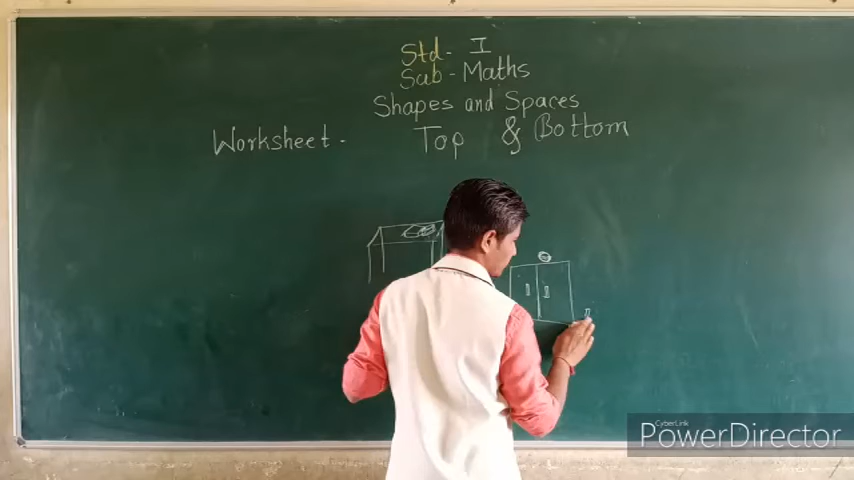 Std - I
Sub - Maths
Shapes and Spaces
Worksheet - Top & Bottom
CyberLink
PowerDirector